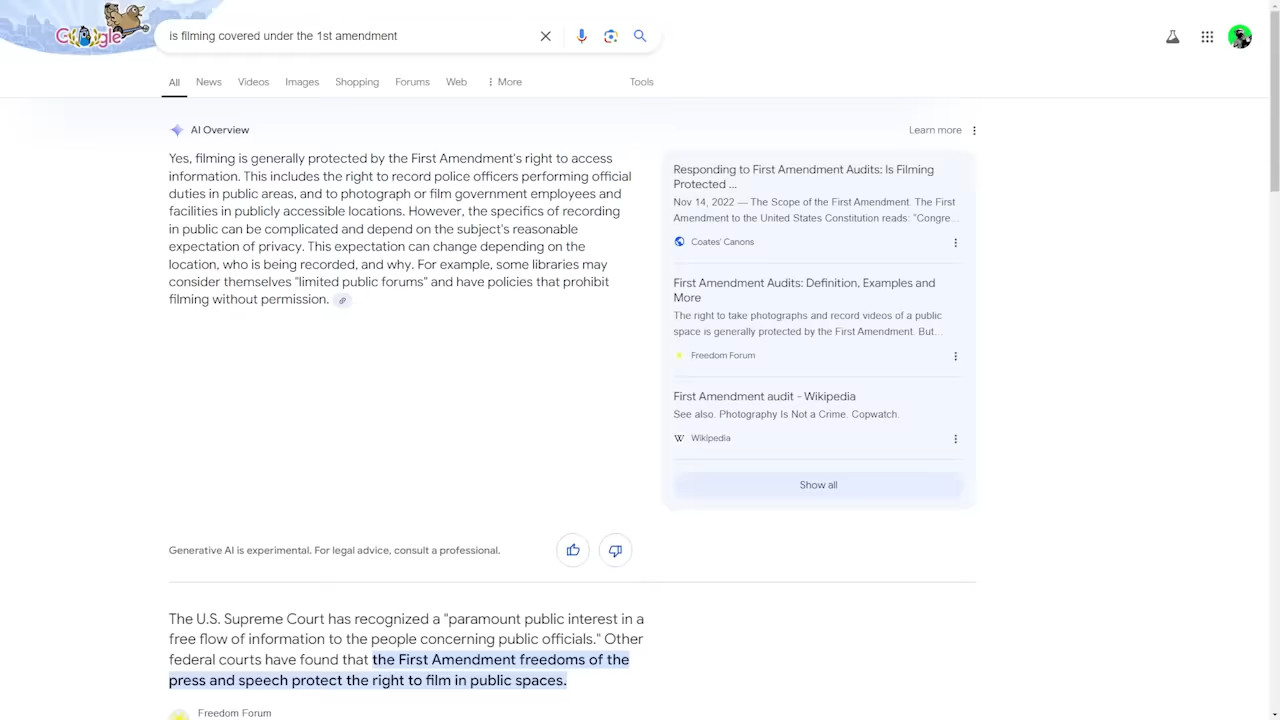 Google
is filming covered under the 1st amendment
All News Videos Images Shopping Forums Web More Tools
AI Overview
Learn more
Yes, filming is generally protected by the First Amendment's right to access
information. This includes the right to record police officers performing official
duties in public areas, and to photograph or film government employees and
facilities in publicly accessible locations. However, the specifics of recording
in public can be complicated and depend on the subject's reasonable
expectation of privacy. This expectation can change depending on the
location, who is being recorded, and why. For example, some libraries may
consider themselves "limited public forums" and have policies that prohibit
filming without permission.
Responding to First Amendment Audits: Is Filming
Protected ...
Nov 14, 2022 — The Scope of the First Amendment. The First
Amendment to the United States Constitution reads: "Congre...
Coates' Canons
First Amendment Audits: Definition, Examples and
More
The right to take photographs and record videos of a public
space is generally protected by the First Amendment. But...
Freedom Forum
First Amendment audit - Wikipedia
See also. Photography Is Not a Crime. Copwatch.
W Wikipedia
Show all
Generative AI is experimental. For legal advice, consult a professional.
The U.S. Supreme Court has recognized a "paramount public interest in a
free flow of information to the people concerning public officials." Other
federal courts have found that the First Amendment freedoms of the
press and speech protect the right to film in public spaces.
Freedom Forum